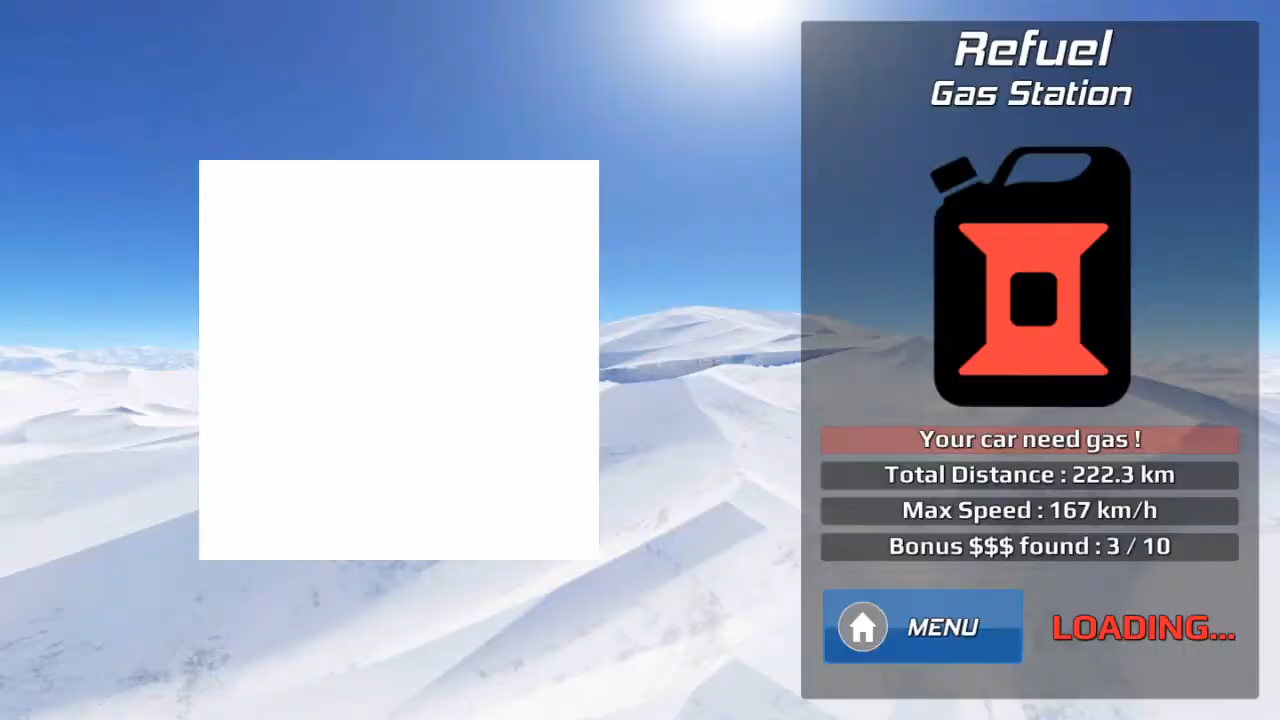 Refuel
Gas Station
Your car need gas !
Total Distance : 222.3 km
Max Speed : 167 km/h
Bonus $$$ found : 3 / 10
MENU
LOADING...